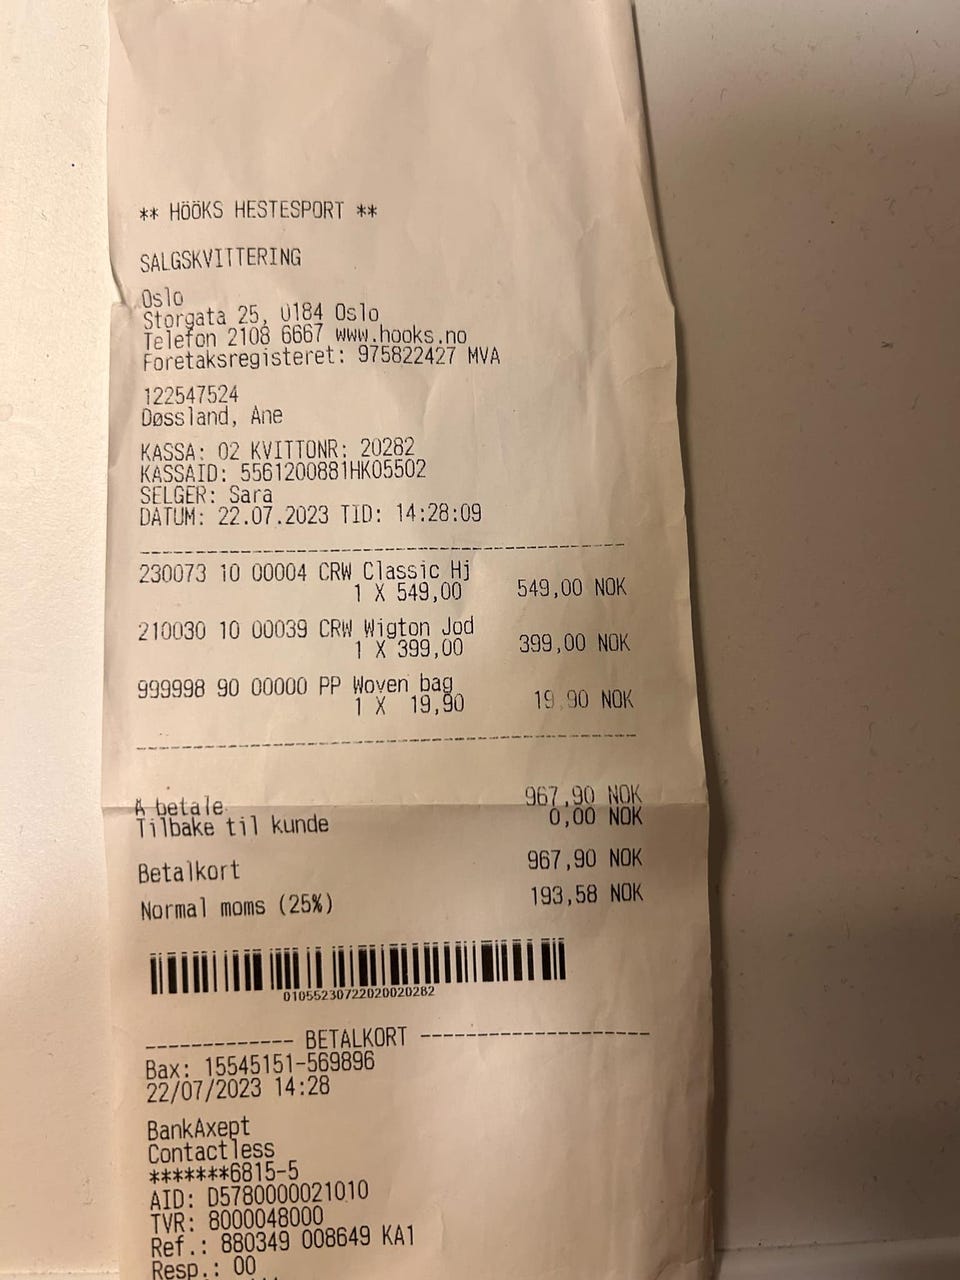 ** HÖÖKS HESTESPORT **
SALGSKVITTERING
Oslo
Storgata 25, 0184 Oslo
Telefon 2108 6667 www.hooks.no
Foretaksregisteret: 975822427 MVA
122547524
Døssland, Ane
KASSA: 02 KVITTONR: 20282
KASSAID: 5561200881HK05502
SELGER: Sara
DATUM: 22.07.2023 TID: 14:28:09
230073 10 00004 CRW Classic Hj
1 X 549,00 549,00 NOK
210030 10 00039 CRW Wigton Jod
1 X 399,00 399,00 NOK
999998 90 00000 PP Woven bag
1 X 19,90 19,90 NOK
Å betale 967,90 NOK
Tilbake til kunde 0,00 NOK
Betalkort 967,90 NOK
Normal moms (25%) 193,58 NOK
01055230722020020282
------------- BETALKORT --------------------
Bax: 15545151-569896
22/07/2023 14:28
BankAxept
Contactless
*******6815-5
AID: D5780000021010
TVR: 8000048000
Ref.: 880349 008649 KA1
Resp.: 00